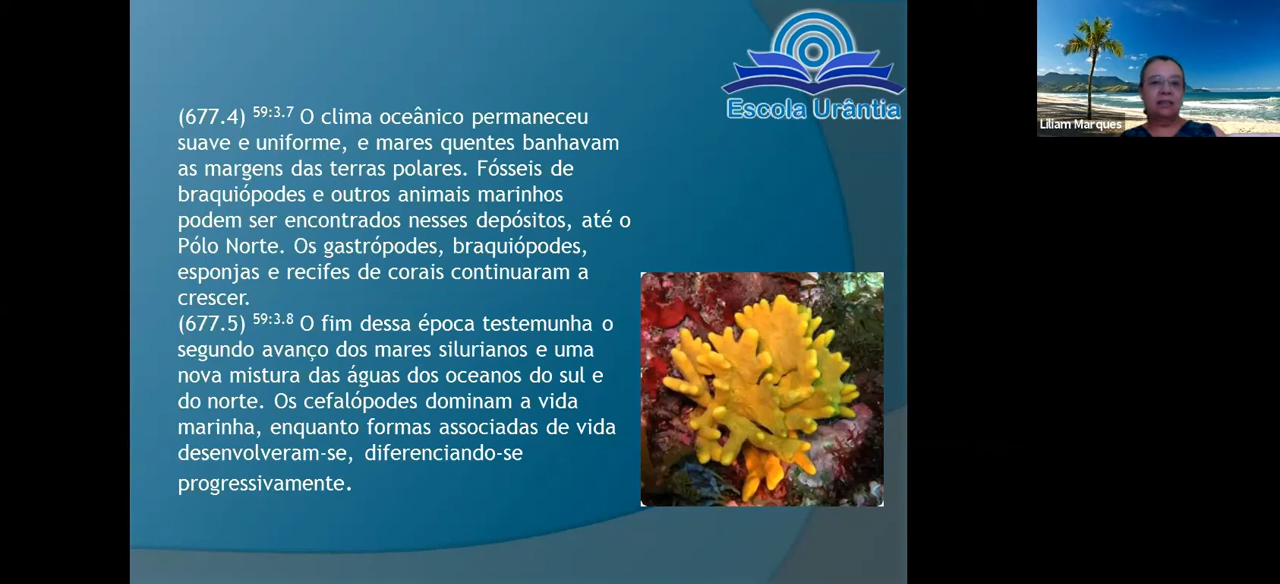 (677.4) 59:3.7 O clima oceânico permaneceu
suave e uniforme, e mares quentes banhavam
as margens das terras polares. Fósseis de
braquiópodes e outros animais marinhos
podem ser encontrados nesses depósitos, até o
Pólo Norte. Os gastrópodes, braquiópodes,
esponjas e recifes de corais continuaram a
crescer.
(677.5) 59:3.8 O fim dessa época testemunha o
segundo avanço dos mares silurianos e uma
nova mistura das águas dos oceanos do sul e
do norte. Os cefalópodes dominam a vida
marinha, enquanto formas associadas de vida
desenvolveram-se, diferenciando-se
progressivamente.
Escola Urântia
Líliam Marques